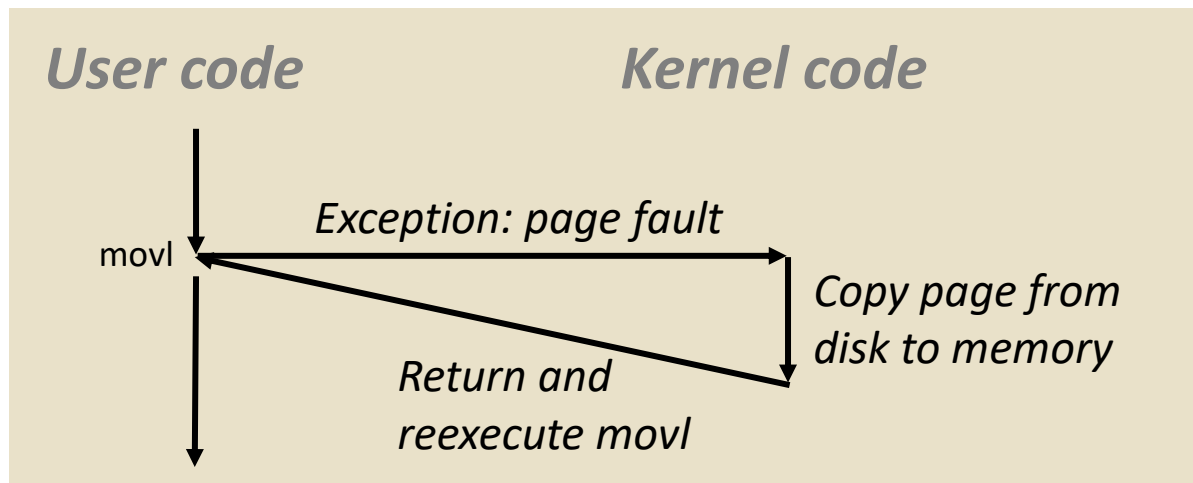 User code
Kernel code
Exception: page fault
movl
Copy page from
disk to memory
Return and
reexecute movl